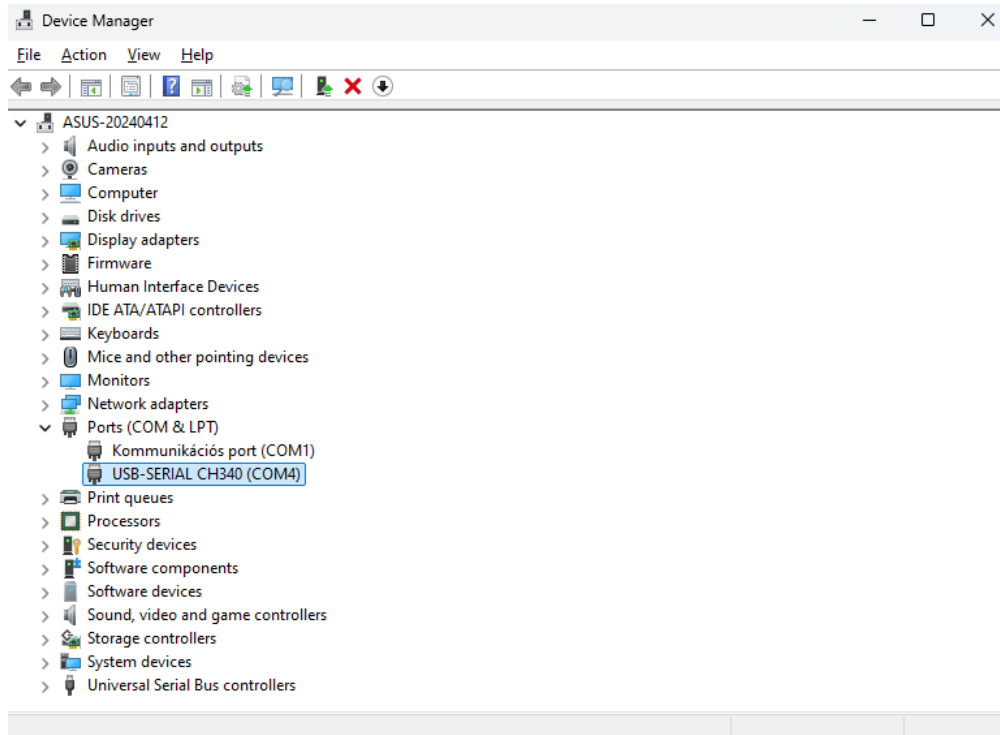 Device Manager
File Action View Help
ASUS-20240412
Audio inputs and outputs
Cameras
Computer
Disk drives
Display adapters
Firmware
Human Interface Devices
IDE ATA/ATAPI controllers
Keyboards
Mice and other pointing devices
Monitors
Network adapters
Ports (COM & LPT)
Kommunikációs port (COM1)
USB-SERIAL CH340 (COM4)
Print queues
Processors
Security devices
Software components
Software devices
Sound, video and game controllers
Storage controllers
System devices
Universal Serial Bus controllers